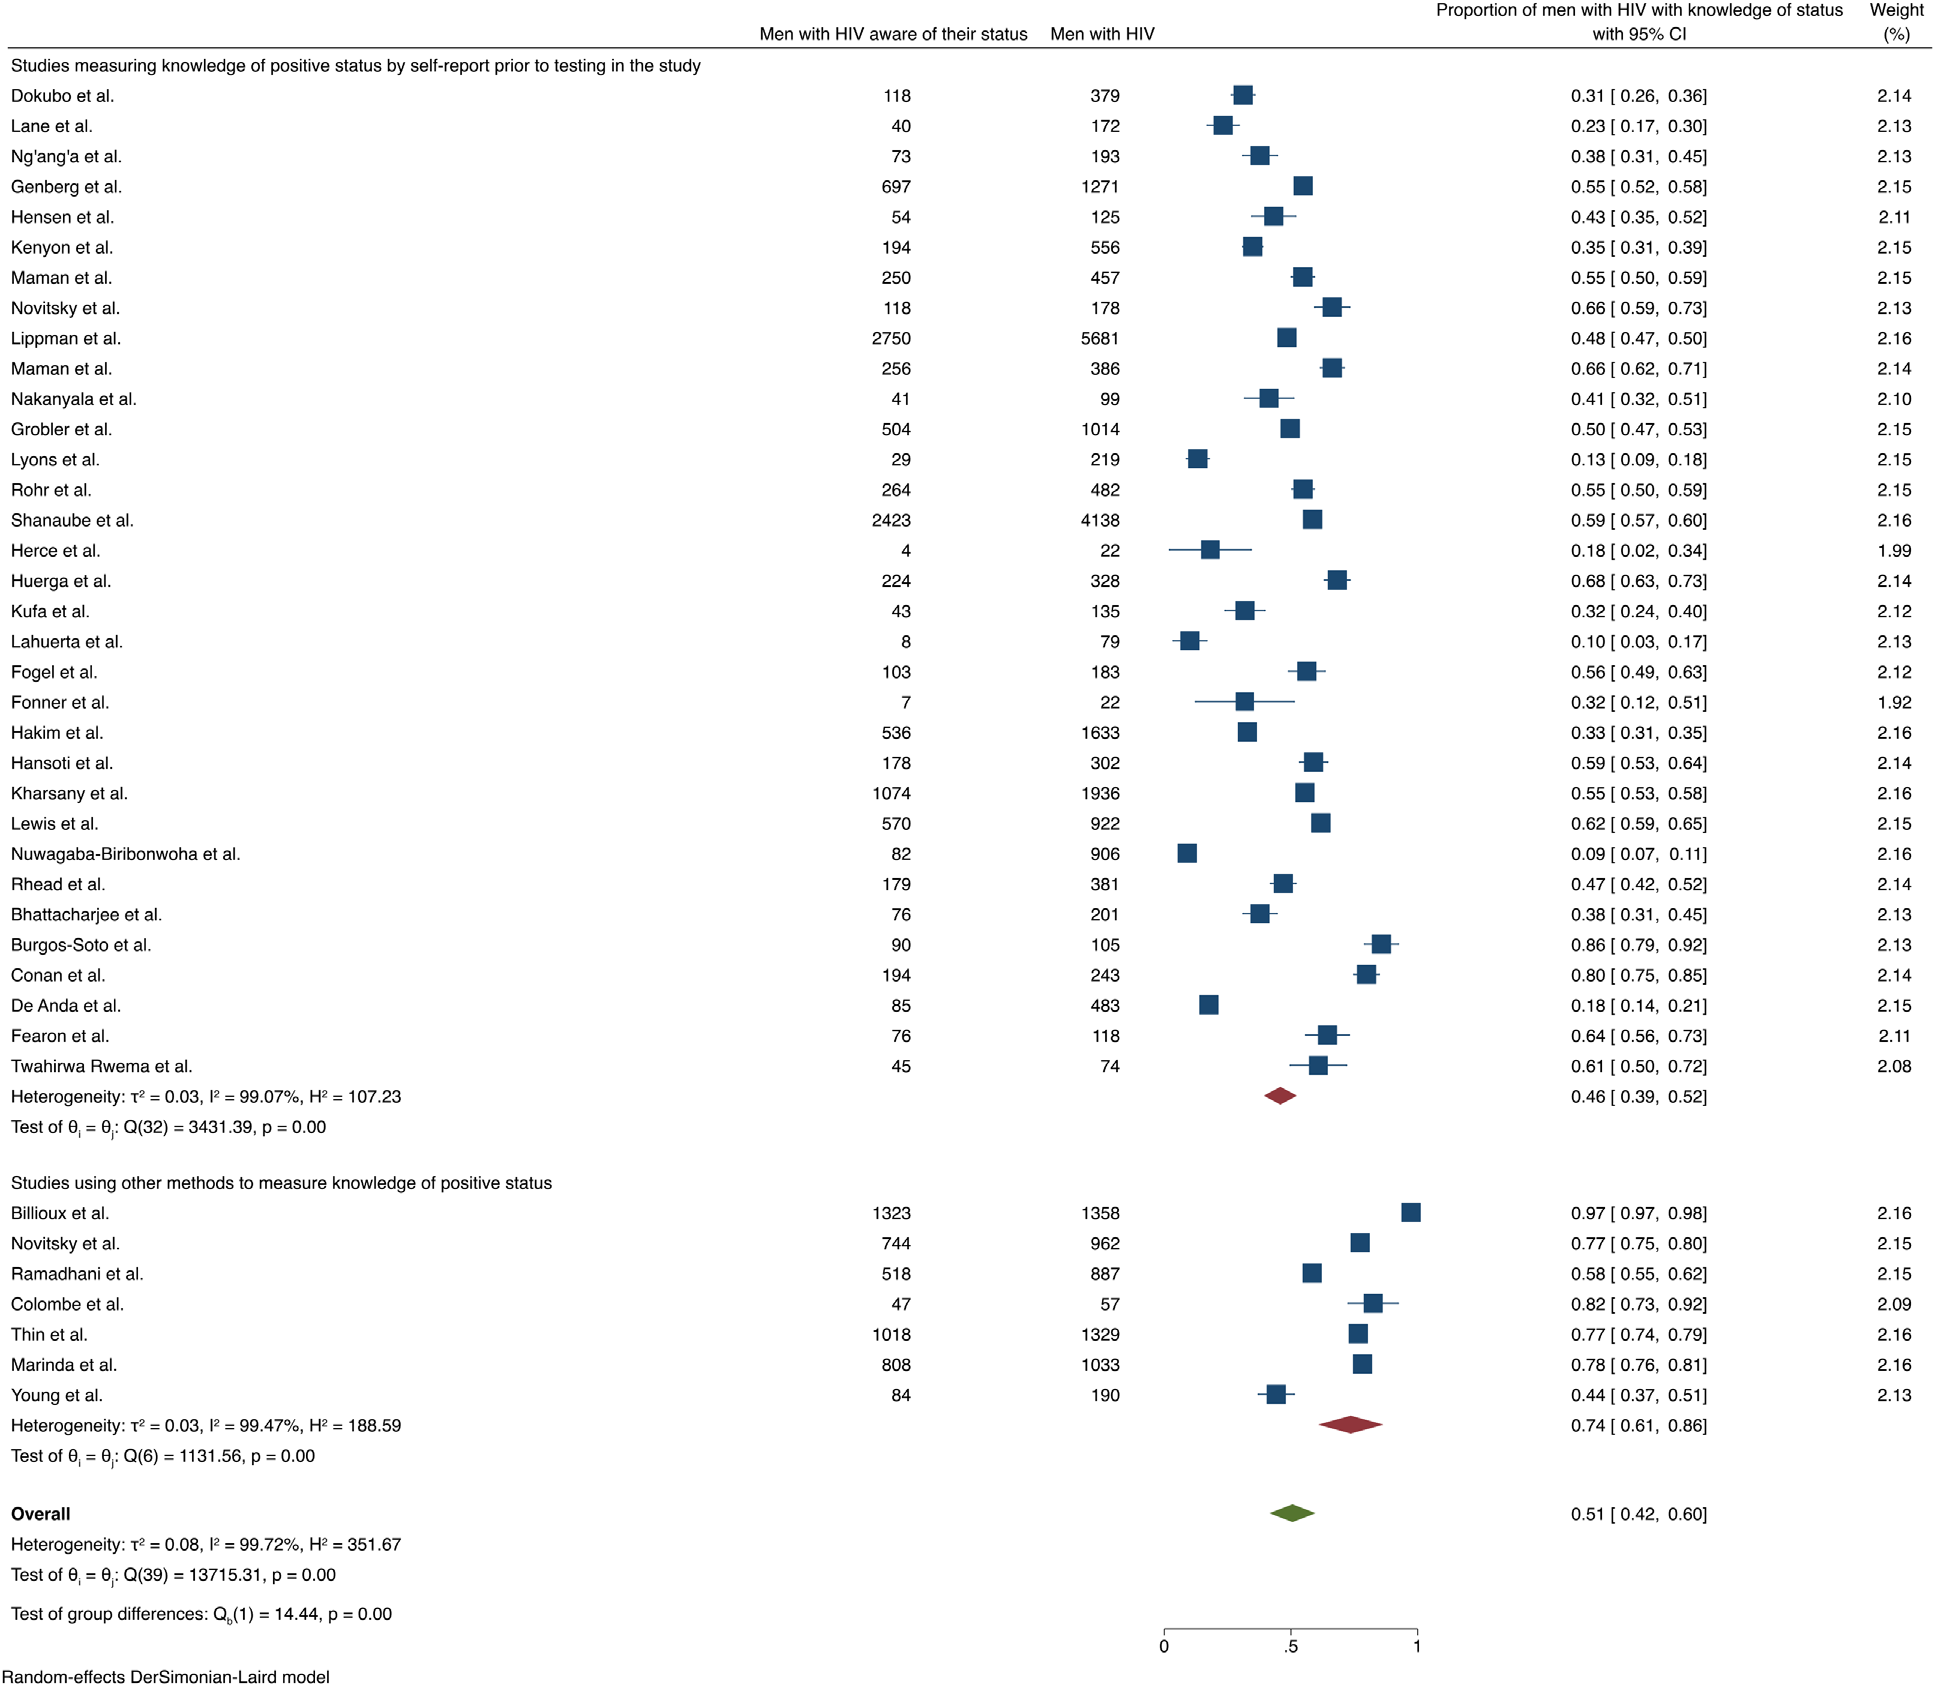 Proportion of men with HIV with knowledge of status Weight
Men with HIV aware of their status Men with HIV with 95% CI (%)
Studies measuring knowledge of positive status by self-report prior to testing in the study
Dokubo et al. 118 379 0.31 [ 0.26, 0.36] 2.14
Lane et al. 40 172 0.23 [ 0.17, 0.30] 2.13
Ng'ang'a et al. 73 193 0.38 [ 0.31, 0.45] 2.13
Genberg et al. 697 1271 0.55 [ 0.52, 0.58] 2.15
Hensen et al. 54 125 0.43 [ 0.35, 0.52] 2.11
Kenyon et al. 194 556 0.35 [ 0.31, 0.39] 2.15
Maman et al. 250 457 0.55 [ 0.50, 0.59] 2.15
Novitsky et al. 118 178 0.66 [ 0.59, 0.73] 2.13
Lippman et al. 2750 5681 0.48 [ 0.47, 0.50] 2.16
Maman et al. 256 386 0.66 [ 0.62, 0.71] 2.14
Nakanyala et al. 41 99 0.41 [ 0.32, 0.51] 2.10
Grobler et al. 504 1014 0.50 [ 0.47, 0.53] 2.15
Lyons et al. 29 219 0.13 [ 0.09, 0.18] 2.15
Rohr et al. 264 482 0.55 [ 0.50, 0.59] 2.15
Shanaube et al. 2423 4138 0.59 [ 0.57, 0.60] 2.16
Herce et al. 4 22 0.18 [ 0.02, 0.34] 1.99
Huerga et al. 224 328 0.68 [ 0.63, 0.73] 2.14
Kufa et al. 43 135 0.32 [ 0.24, 0.40] 2.12
Lahuerta et al. 8 79 0.10 [ 0.03, 0.17] 2.13
Fogel et al. 103 183 0.56 [ 0.49, 0.63] 2.12
Fonner et al. 7 22 0.32 [ 0.12, 0.51] 1.92
Hakim et al. 536 1633 0.33 [ 0.31, 0.35] 2.16
Hansoti et al. 178 302 0.59 [ 0.53, 0.64] 2.14
Kharsany et al. 1074 1936 0.55 [ 0.53, 0.58] 2.16
Lewis et al. 570 922 0.62 [ 0.59, 0.65] 2.15
Nuwagaba-Biribonwoha et al. 82 906 0.09 [ 0.07, 0.11] 2.16
Rhead et al. 179 381 0.47 [ 0.42, 0.52] 2.14
Bhattacharjee et al. 76 201 0.38 [ 0.31, 0.45] 2.13
Burgos-Soto et al. 90 105 0.86 [ 0.79, 0.92] 2.13
Conan et al. 194 243 0.80 [ 0.75, 0.85] 2.14
De Anda et al. 85 483 0.18 [ 0.14, 0.21] 2.15
Fearon et al. 76 118 0.64 [ 0.56, 0.73] 2.11
Twahirwa Rwema et al. 45 74 0.61 [ 0.50, 0.72] 2.08
Heterogeneity: τ² = 0.03, I² = 99.07%, H² = 107.23 0.46 [ 0.39, 0.52]
Test of θᵢ = θⱼ: Q(32) = 3431.39, p = 0.00
Studies using other methods to measure knowledge of positive status
Billioux et al. 1323 1358 0.97 [ 0.97, 0.98] 2.16
Novitsky et al. 744 962 0.77 [ 0.75, 0.80] 2.15
Ramadhani et al. 518 887 0.58 [ 0.55, 0.62] 2.15
Colombe et al. 47 57 0.82 [ 0.73, 0.92] 2.09
Thin et al. 1018 1329 0.77 [ 0.74, 0.79] 2.16
Marinda et al. 808 1033 0.78 [ 0.76, 0.81] 2.16
Young et al. 84 190 0.44 [ 0.37, 0.51] 2.13
Heterogeneity: τ² = 0.03, I² = 99.47%, H² = 188.59 0.74 [ 0.61, 0.86]
Test of θᵢ = θⱼ: Q(6) = 1131.56, p = 0.00
Overall 0.51 [ 0.42, 0.60]
Heterogeneity: τ² = 0.08, I² = 99.72%, H² = 351.67
Test of θᵢ = θⱼ: Q(39) = 13715.31, p = 0.00
Test of group differences: Q_b(1) = 14.44, p = 0.00
0 .5 1
Random-effects DerSimonian-Laird model